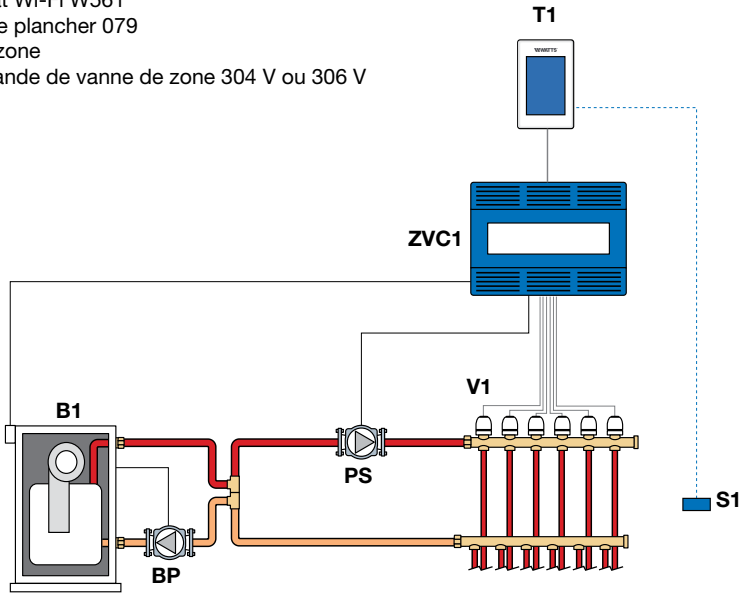 e plancher 079
zone
ande de vanne de zone 304 V ou 306 V
T1
WATTS
ZVC1
V1
B1
PS
S1
BP